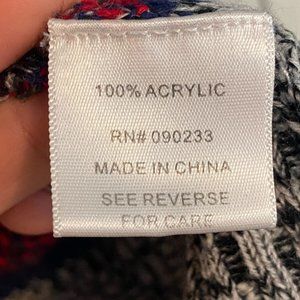 100% ACRYLIC
RN# 090233
MADE IN CHINA
SEE REVERSE
FOR CARE